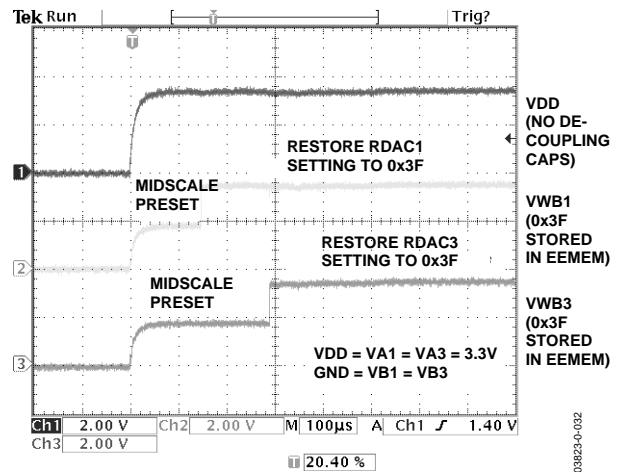 Tek Run
Trig?
T
T
VDD
(NO DE-
COUPLING
CAPS)
RESTORE RDAC1
SETTING TO 0x3F
1
MIDSCALE
PRESET
VWB1
(0x3F
STORED
IN EEMEM)
RESTORE RDAC3
SETTING TO 0x3F
2
MIDSCALE
PRESET
VWB3
(0x3F
STORED
IN EEMEM)
VDD = VA1 = VA3 = 3.3V
GND = VB1 = VB3
3
Ch1 2.00 V Ch2 2.00 V M 100µs A Ch1 ∫ 1.40 V
Ch3 2.00 V
T 20.40 %
03823-0-032